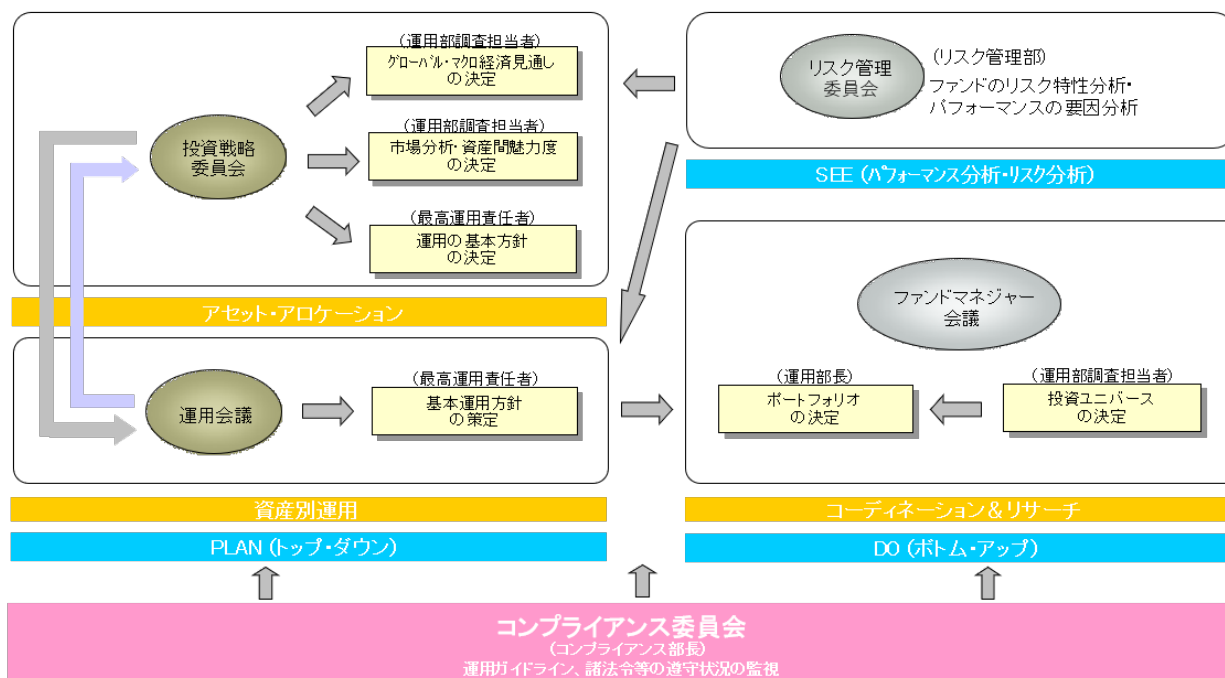 (運用部調査担当者)
グローバル・マクロ経済見通し
の決定
投資戦略
委員会
(運用部調査担当者)
市場分析・資産間魅力度
の決定
(最高運用責任者)
運用の基本方針
の決定
アセット・アロケーション
リスク管理
委員会
(リスク管理部)
ファンドのリスク特性分析・
パフォーマンスの要因分析
SEE (パフォーマンス分析・リスク分析)
運用会議
(最高運用責任者)
基本運用方針
の策定
資産別運用
PLAN (トップ・ダウン)
ファンドマネジャー
会議
(運用部長)
ポートフォリオ
の決定
(運用部調査担当者)
投資ユニバース
の決定
コーディネーション＆リサーチ
DO (ボトム・アップ)
コンプライアンス委員会
(コンプライアンス部長)
運用ガイドライン、諸法令等の遵守状況の監視